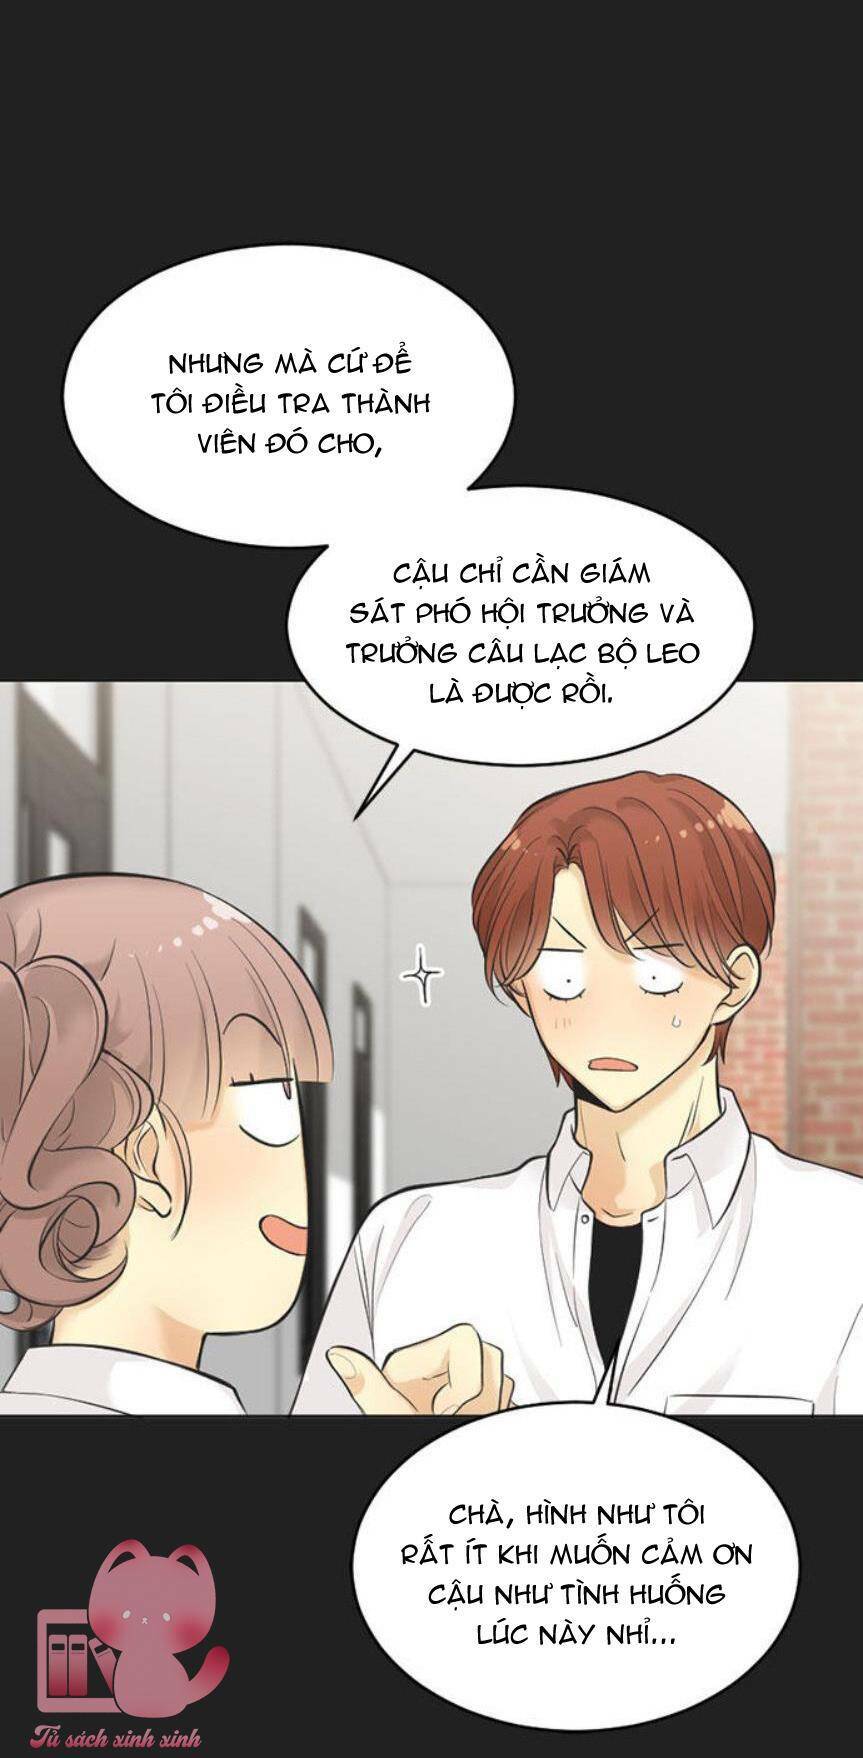 NHƯNG MÀ CỨ ĐỂ
TÔI ĐIỀU TRA THÀNH
VIÊN ĐÓ CHO,
CẬU CHỈ CẦN GIÁM
SÁT PHÓ HỘI TRƯỞNG VÀ
TRƯỞNG CÂU LẠC BỘ LEO
LÀ ĐƯỢC RỒI.
CHÀ, HÌNH NHƯ TÔI
RẤT ÍT KHI MUỐN CẢM ƠN
CẬU NHƯ TÌNH HUỐNG
LÚC NÀY NHỈ...
Tủ sách xinh xinh